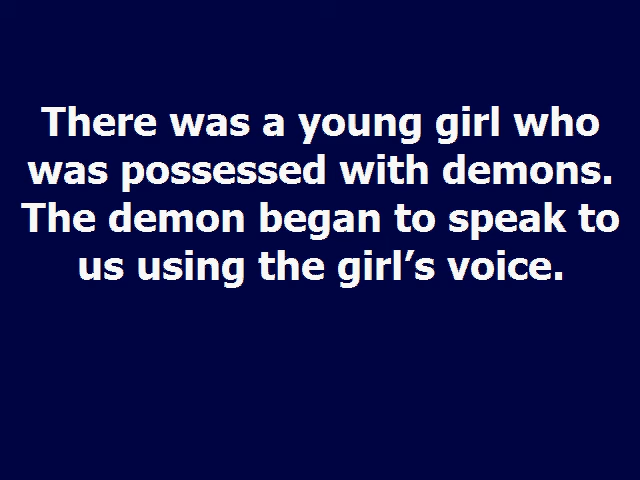 There was a young girl who
was possessed with demons.
The demon began to speak to
us using the girl’s voice.